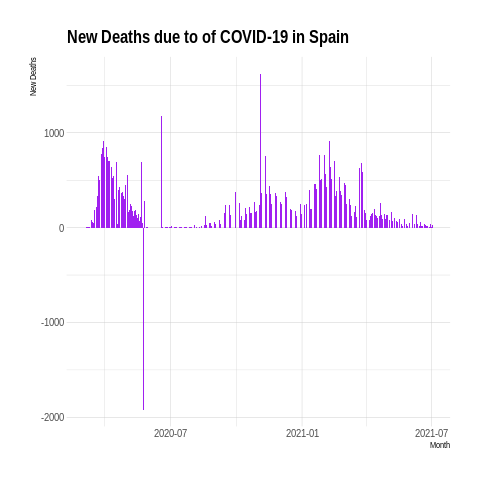 New Deaths due to of COVID-19 in Spain
New Deaths
1000
0
-1000
-2000
2020-07
2021-01
2021-07
Month